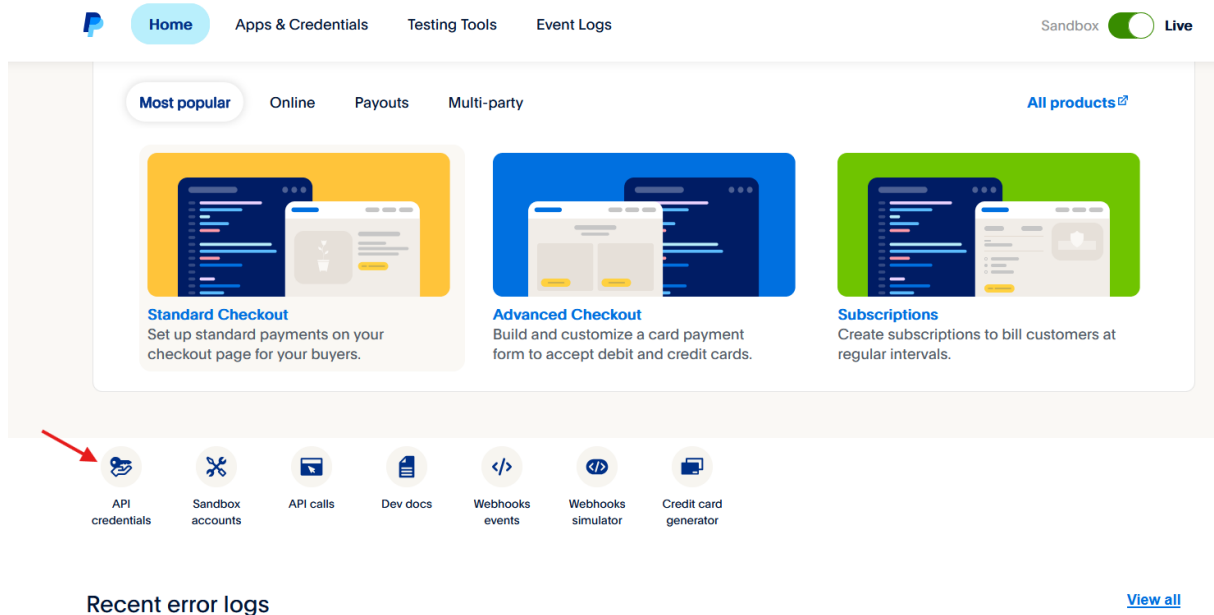 Home Apps & Credentials Testing Tools Event Logs Sandbox Live
Most popular Online Payouts Multi-party All products
Standard Checkout
Set up standard payments on your
checkout page for your buyers.
Advanced Checkout
Build and customize a card payment
form to accept debit and credit cards.
Subscriptions
Create subscriptions to bill customers at
regular intervals.
API
credentials
Sandbox
accounts
API calls
Dev docs
Webhooks
events
Webhooks
simulator
Credit card
generator
Recent error logs View all